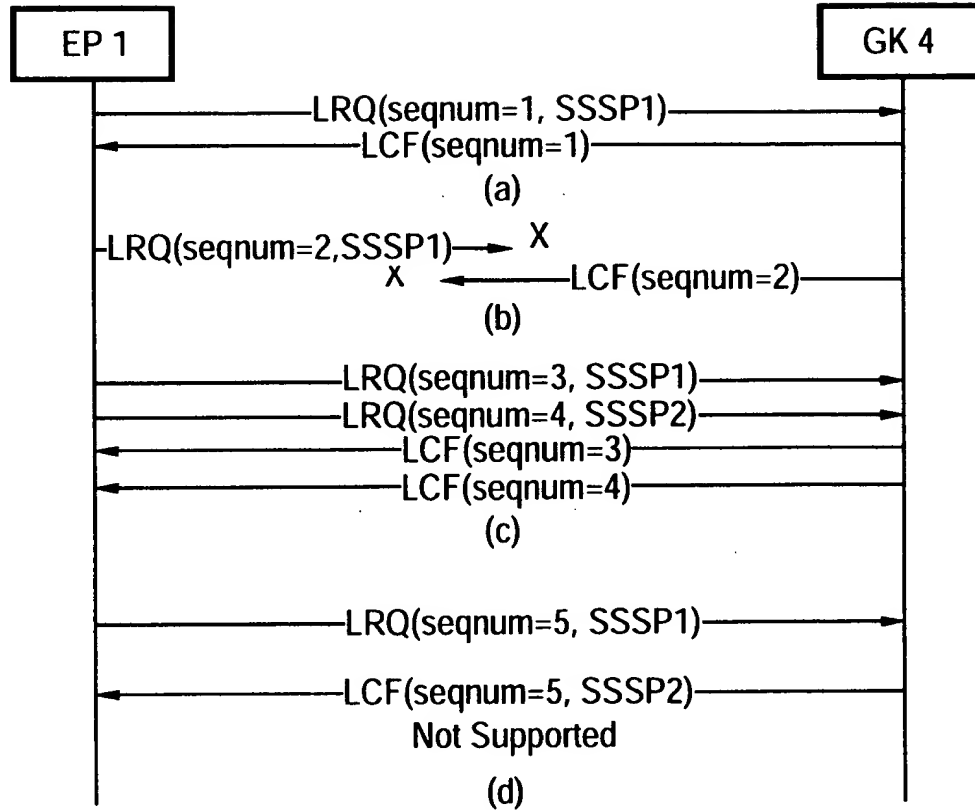 EP 1
GK 4
LRQ(seqnum=1, SSSP1)
LCF(seqnum=1)
(a)
LRQ(seqnum=2,SSSP1) X
X LCF(seqnum=2)
(b)
LRQ(seqnum=3, SSSP1)
LRQ(seqnum=4, SSSP2)
LCF(seqnum=3)
LCF(seqnum=4)
(c)
LRQ(seqnum=5, SSSP1)
LCF(seqnum=5, SSSP2)
Not Supported
(d)